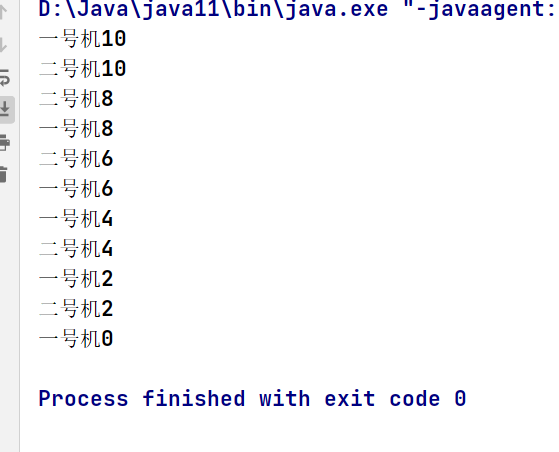 D:\Java\java11\bin\java.exe "-javaagent:
一号机10
二号机10
二号机8
一号机8
二号机6
一号机6
一号机4
二号机4
一号机2
二号机2
一号机0
Process finished with exit code 0